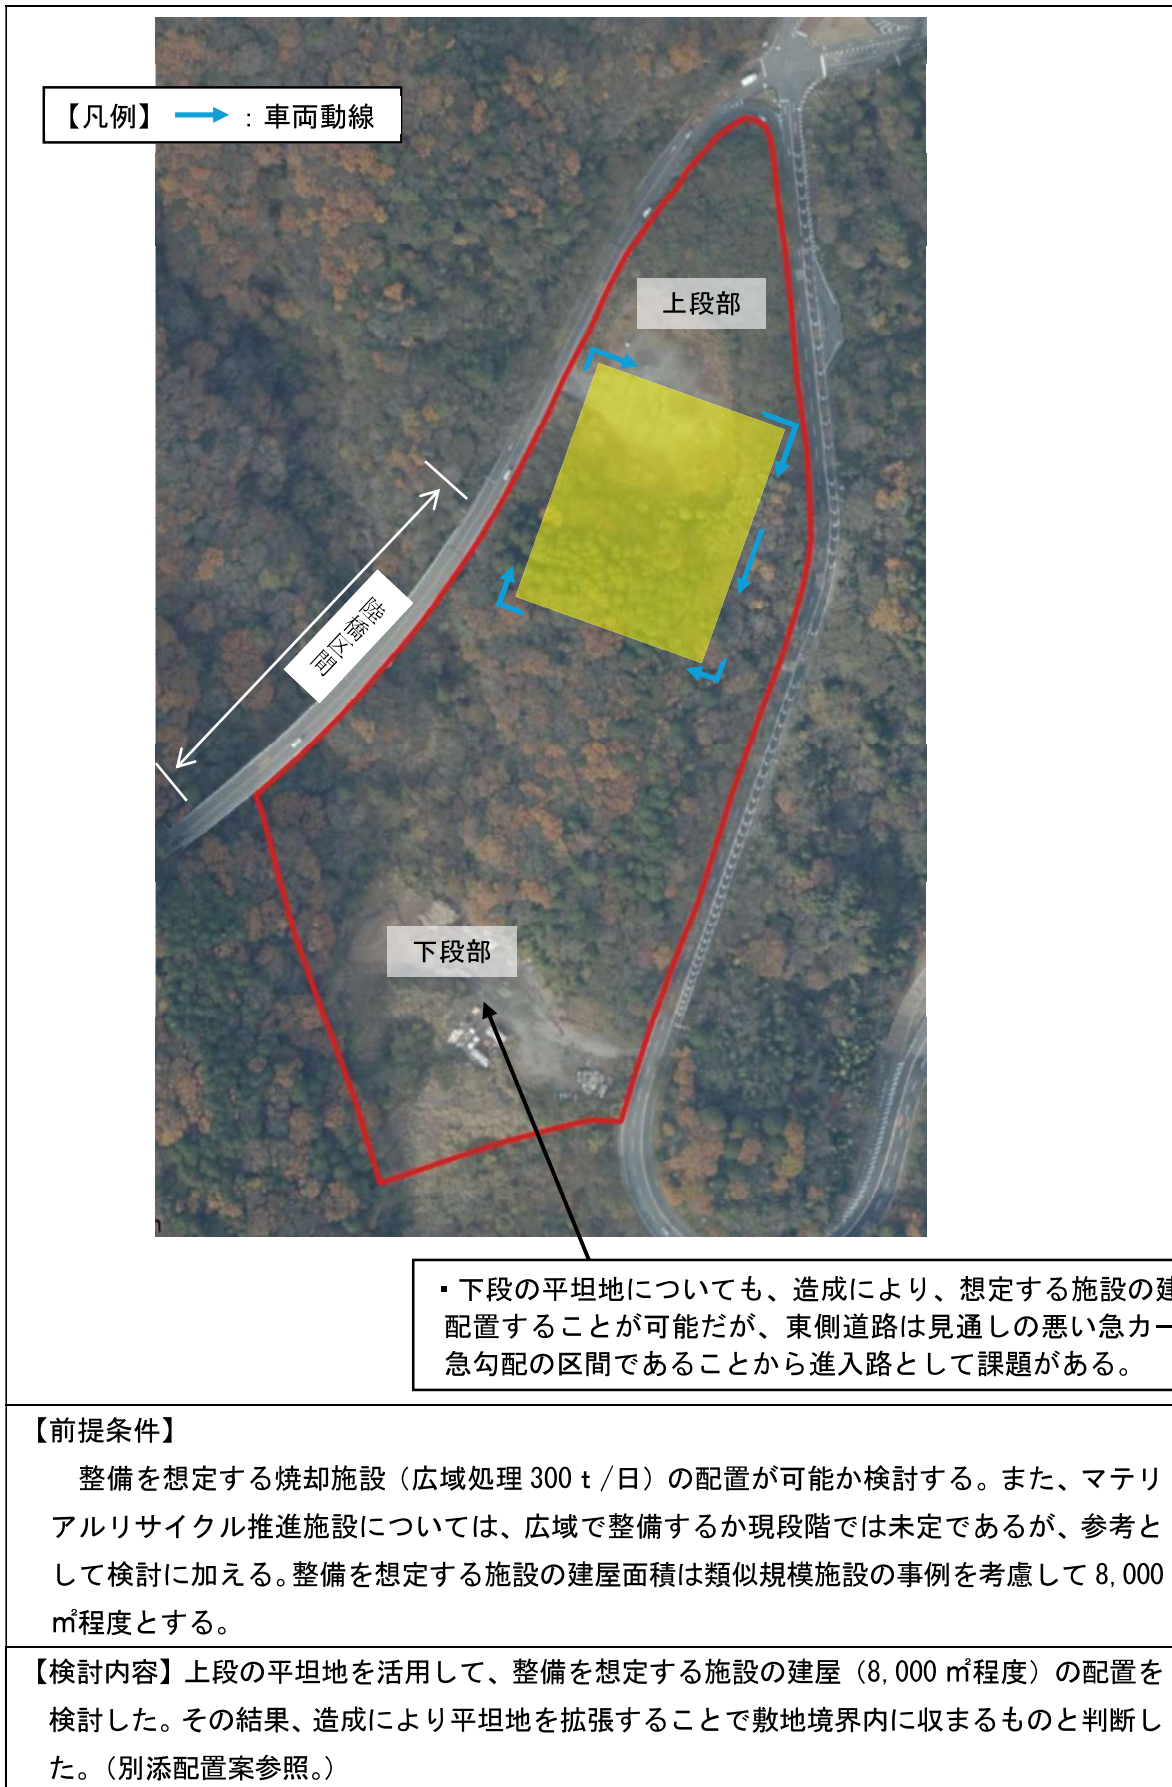 【凡例】 → ：車両動線
上段部
陸橋区間
下段部
・下段の平坦地についても、造成により、想定する施設の建
配置することが可能だが、東側道路は見通しの悪い急カー
急勾配の区間であることから進入路として課題がある。
【前提条件】
整備を想定する焼却施設（広域処理 300ｔ/日）の配置が可能か検討する。また、マテリ
アルリサイクル推進施設については、広域で整備するか現段階では未定であるが、参考と
して検討に加える。整備を想定する施設の建屋面積は類似規模施設の事例を考慮して 8,000
㎡程度とする。
【検討内容】上段の平坦地を活用して、整備を想定する施設の建屋（8,000 ㎡程度）の配置を
検討した。その結果、造成により平坦地を拡張することで敷地境界内に収まるものと判断し
た。（別添配置案参照。）